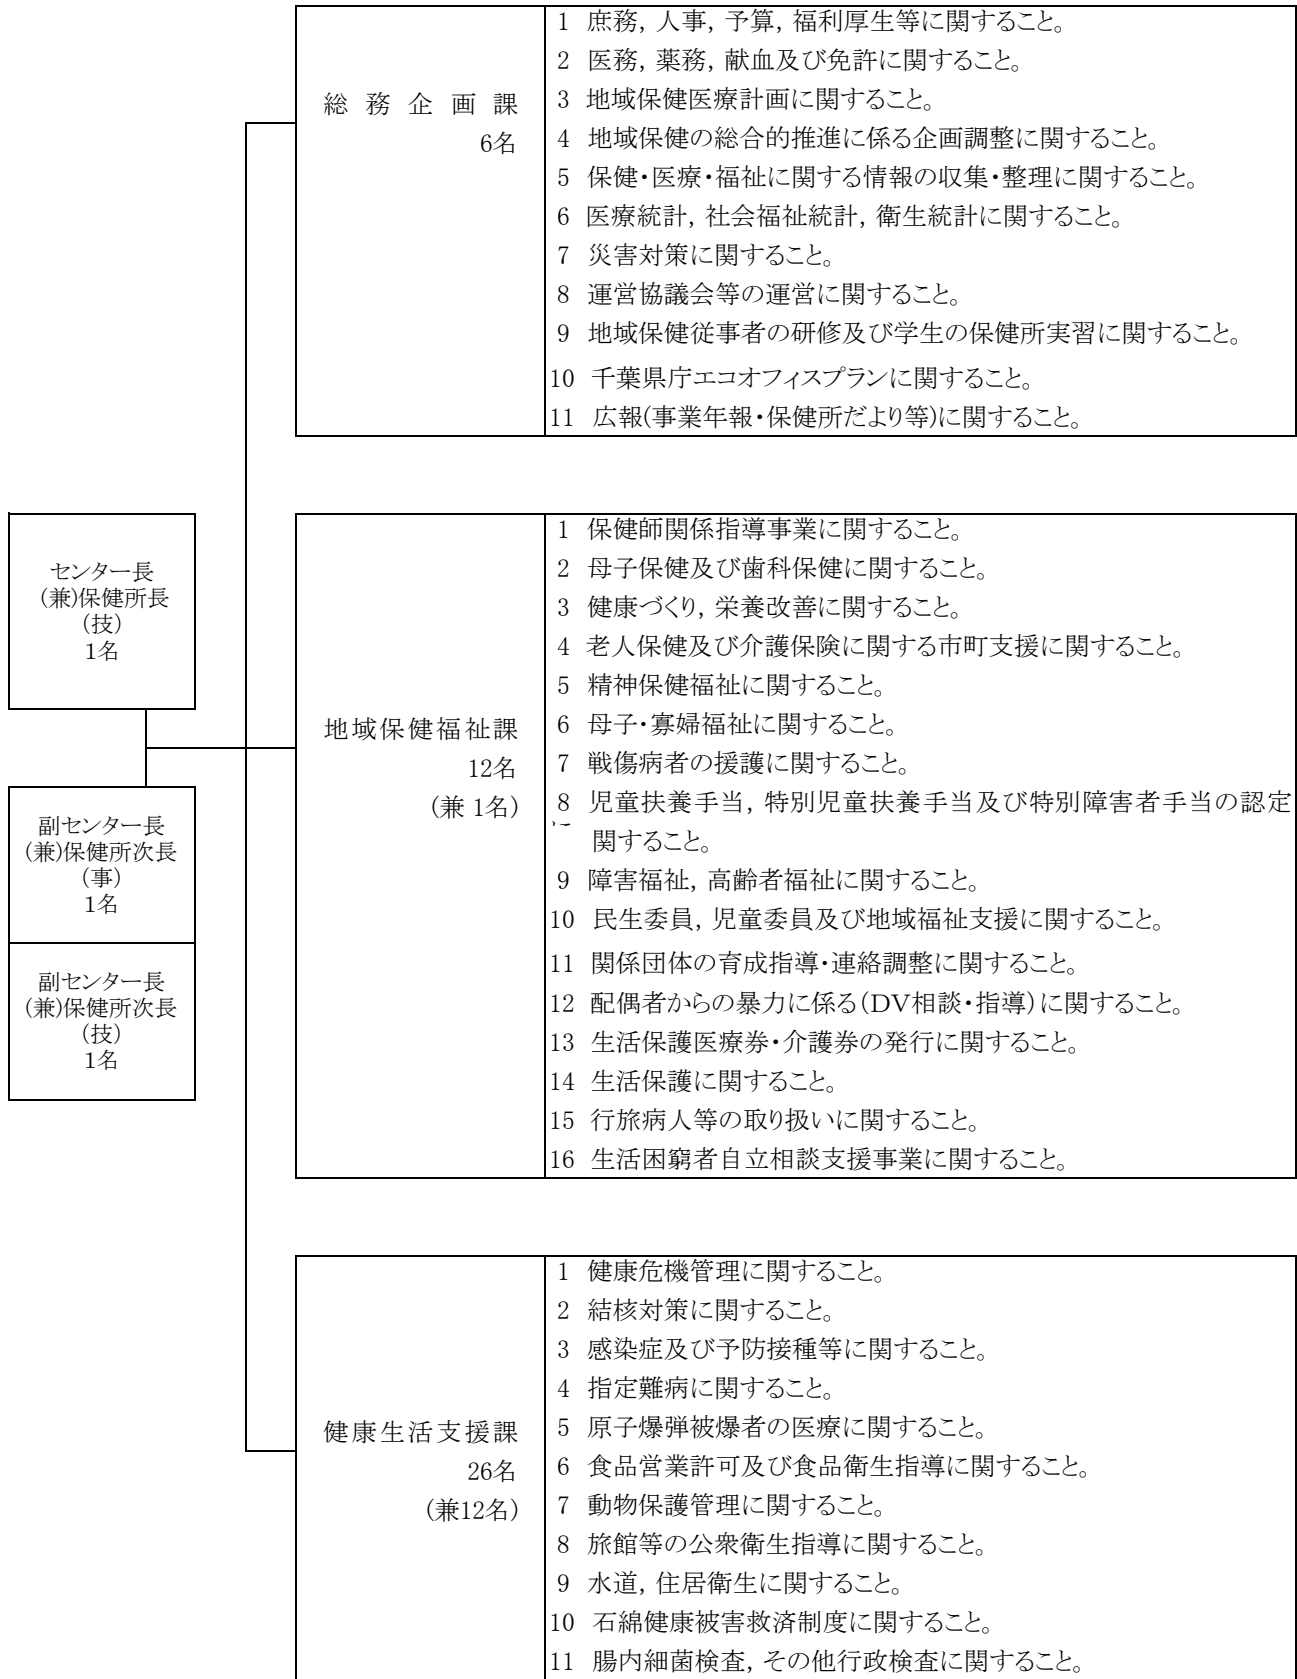 総務企画課
6名
1 庶務，人事，予算，福利厚生等に関すること。
2 医務，薬務，献血及び免許に関すること。
3 地域保健医療計画に関すること。
4 地域保健の総合的推進に係る企画調整に関すること。
5 保健・医療・福祉に関する情報の収集・整理に関すること。
6 医療統計，社会福祉統計，衛生統計に関すること。
7 災害対策に関すること。
8 運営協議会等の運営に関すること。
9 地域保健従事者の研修及び学生の保健所実習に関すること。
10 千葉県庁エコオフィスプランに関すること。
11 広報(事業年報・保健所だより等)に関すること。
センター長
(兼)保健所長
(技)
1名
副センター長
(兼)保健所次長
(事)
1名
副センター長
(兼)保健所次長
(技)
1名
地域保健福祉課
12名
(兼 1名)
1 保健師関係指導事業に関すること。
2 母子保健及び歯科保健に関すること。
3 健康づくり，栄養改善に関すること。
4 老人保健及び介護保険に関する市町支援に関すること。
5 精神保健福祉に関すること。
6 母子・寡婦福祉に関すること。
7 戦傷病者の援護に関すること。
8 児童扶養手当，特別児童扶養手当及び特別障害者手当の認定
関すること。
9 障害福祉，高齢者福祉に関すること。
10 民生委員，児童委員及び地域福祉支援に関すること。
11 関係団体の育成指導・連絡調整に関すること。
12 配偶者からの暴力に係る(DV相談・指導)に関すること。
13 生活保護医療券・介護券の発行に関すること。
14 生活保護に関すること。
15 行旅病人等の取り扱いに関すること。
16 生活困窮者自立相談支援事業に関すること。
健康生活支援課
26名
(兼12名)
1 健康危機管理に関すること。
2 結核対策に関すること。
3 感染症及び予防接種等に関すること。
4 指定難病に関すること。
5 原子爆弾被爆者の医療に関すること。
6 食品営業許可及び食品衛生指導に関すること。
7 動物保護管理に関すること。
8 旅館等の公衆衛生指導に関すること。
9 水道，住居衛生に関すること。
10 石綿健康被害救済制度に関すること。
11 腸内細菌検査，その他行政検査に関すること。